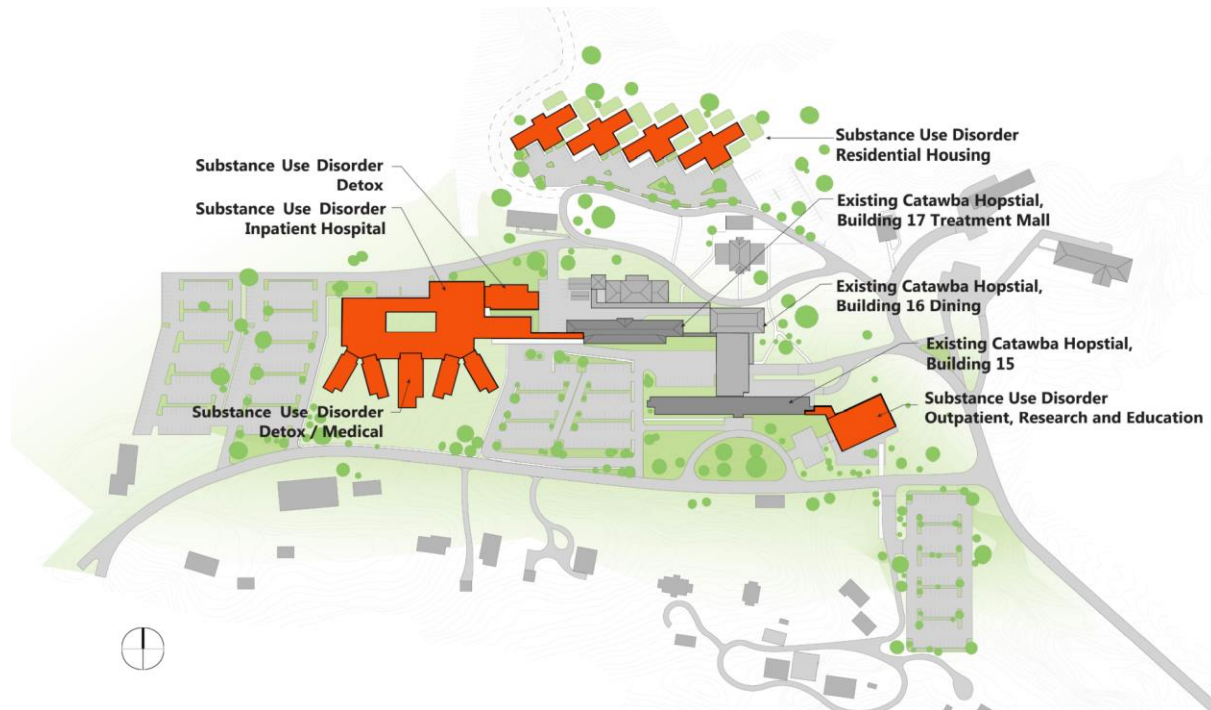 Substance Use Disorder
Residential Housing
Substance Use Disorder
Detox
Substance Use Disorder
Inpatient Hospital
Existing Catawba Hopstial,
Building 17 Treatment Mall
Existing Catawba Hopstial,
Building 16 Dining
Existing Catawba Hopstial,
Building 15
Substance Use Disorder
Outpatient, Research and Education
Substance Use Disorder
Detox / Medical